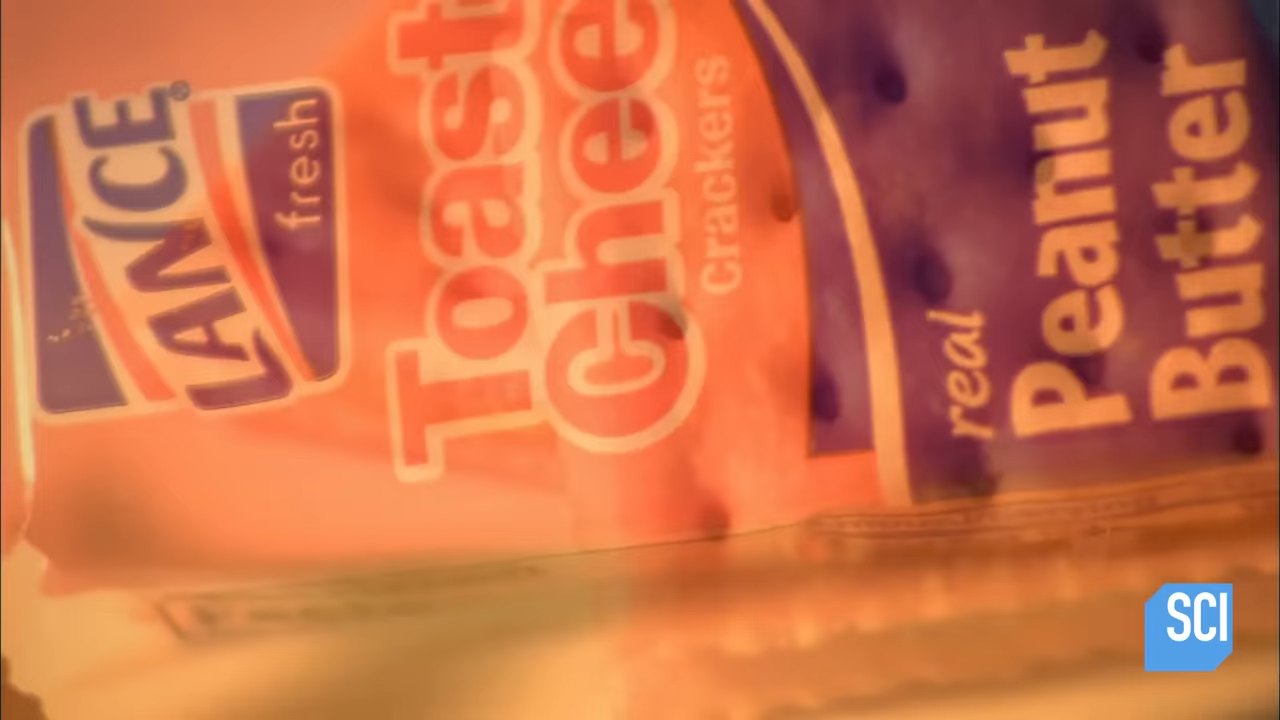 LANCE®
fresh
Toast
Chee
crackers
real
Peanut
Butter
SCI